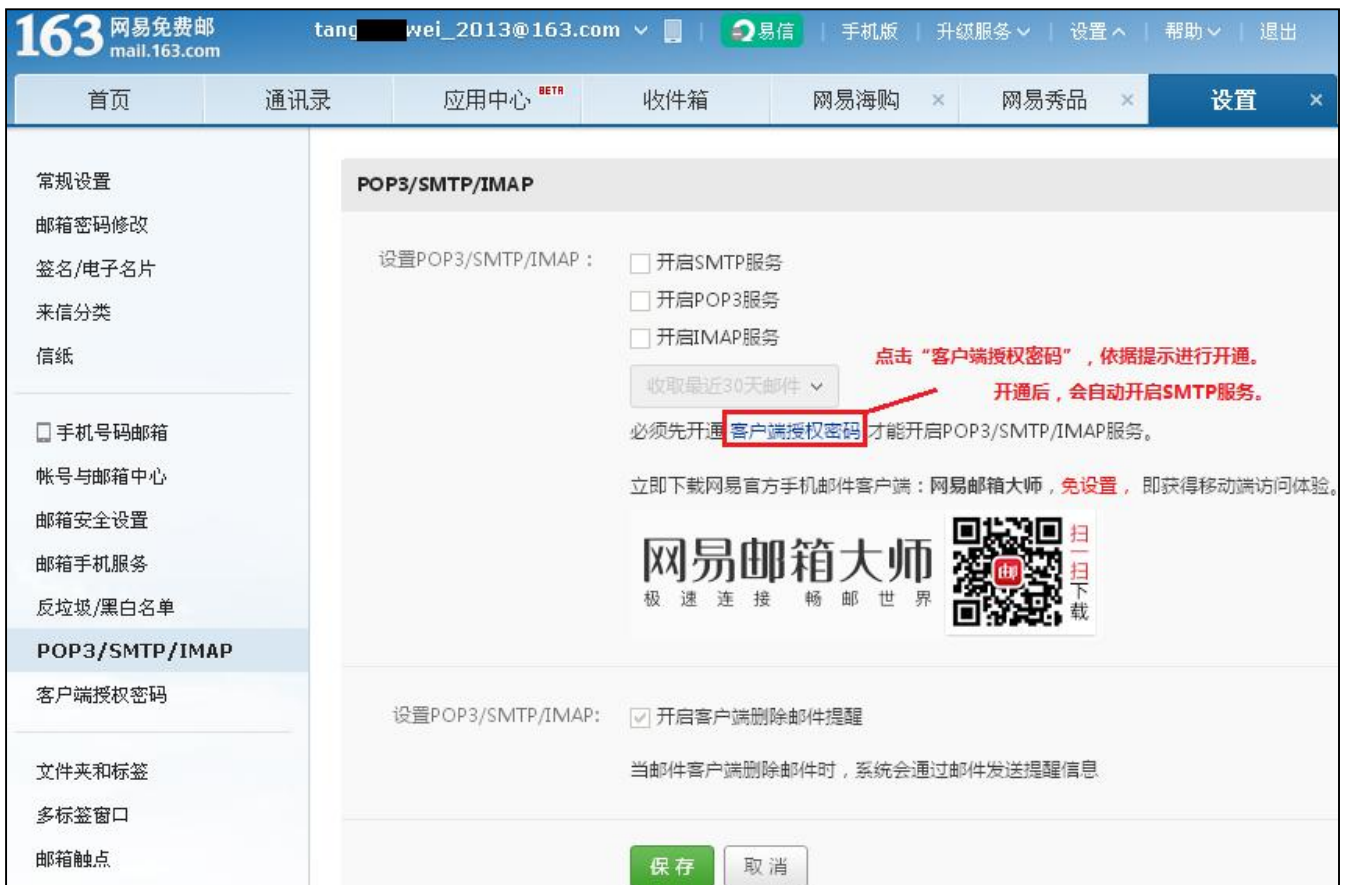 163 网易免费邮
mail.163.com
tang wei_2013@163.com 易信 手机版 升级服务 设置 帮助 退出
首页 通讯录 应用中心 BETA 收件箱 网易海购 × 网易秀品 × 设置 ×
常规设置
邮箱密码修改
签名/电子名片
来信分类
信纸
手机号码邮箱
帐号与邮箱中心
邮箱安全设置
邮箱手机服务
反垃圾/黑白名单
POP3/SMTP/IMAP
客户端授权密码
文件夹和标签
多标签窗口
邮箱触点
POP3/SMTP/IMAP
设置POP3/SMTP/IMAP：
开启SMTP服务
开启POP3服务
开启IMAP服务
收取最近30天邮件
点击“客户端授权密码”，依据提示进行开通。
开通后，会自动开启SMTP服务。
必须先开通 客户端授权密码 才能开启POP3/SMTP/IMAP服务。
立即下载网易官方手机邮件客户端：网易邮箱大师，免设置， 即获得移动端访问体验。
网易邮箱大师
极速连接 畅邮世界
邮
扫一扫下载
设置POP3/SMTP/IMAP:
开启客户端删除邮件提醒
当邮件客户端删除邮件时，系统会通过邮件发送提醒信息
保存 取消